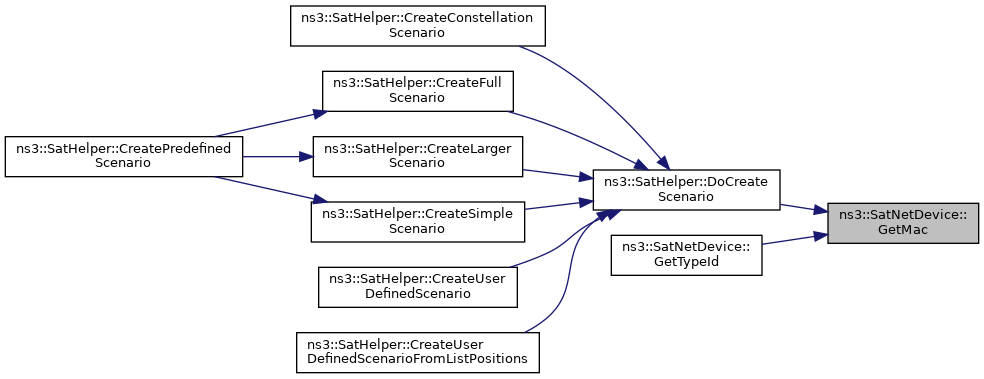 ns3::SatHelper::CreateConstellation
Scenario
ns3::SatHelper::CreateFull
Scenario
ns3::SatHelper::CreatePredefined
Scenario
ns3::SatHelper::CreateLarger
Scenario
ns3::SatHelper::DoCreate
Scenario
ns3::SatHelper::CreateSimple
Scenario
ns3::SatNetDevice::
GetMac
ns3::SatNetDevice::
GetTypeId
ns3::SatHelper::CreateUser
DefinedScenario
ns3::SatHelper::CreateUser
DefinedScenarioFromListPositions